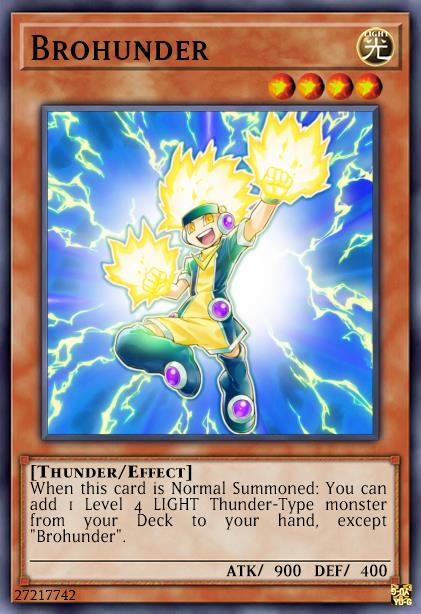 BROHUNDER
LIGHT
光
[THUNDER/EFFECT]
When this card is Normal Summoned: You can
add 1 Level 4 LIGHT Thunder-Type monster
from your Deck to your hand, except
"Brohunder".
ATK/ 900 DEF/ 400
27217742